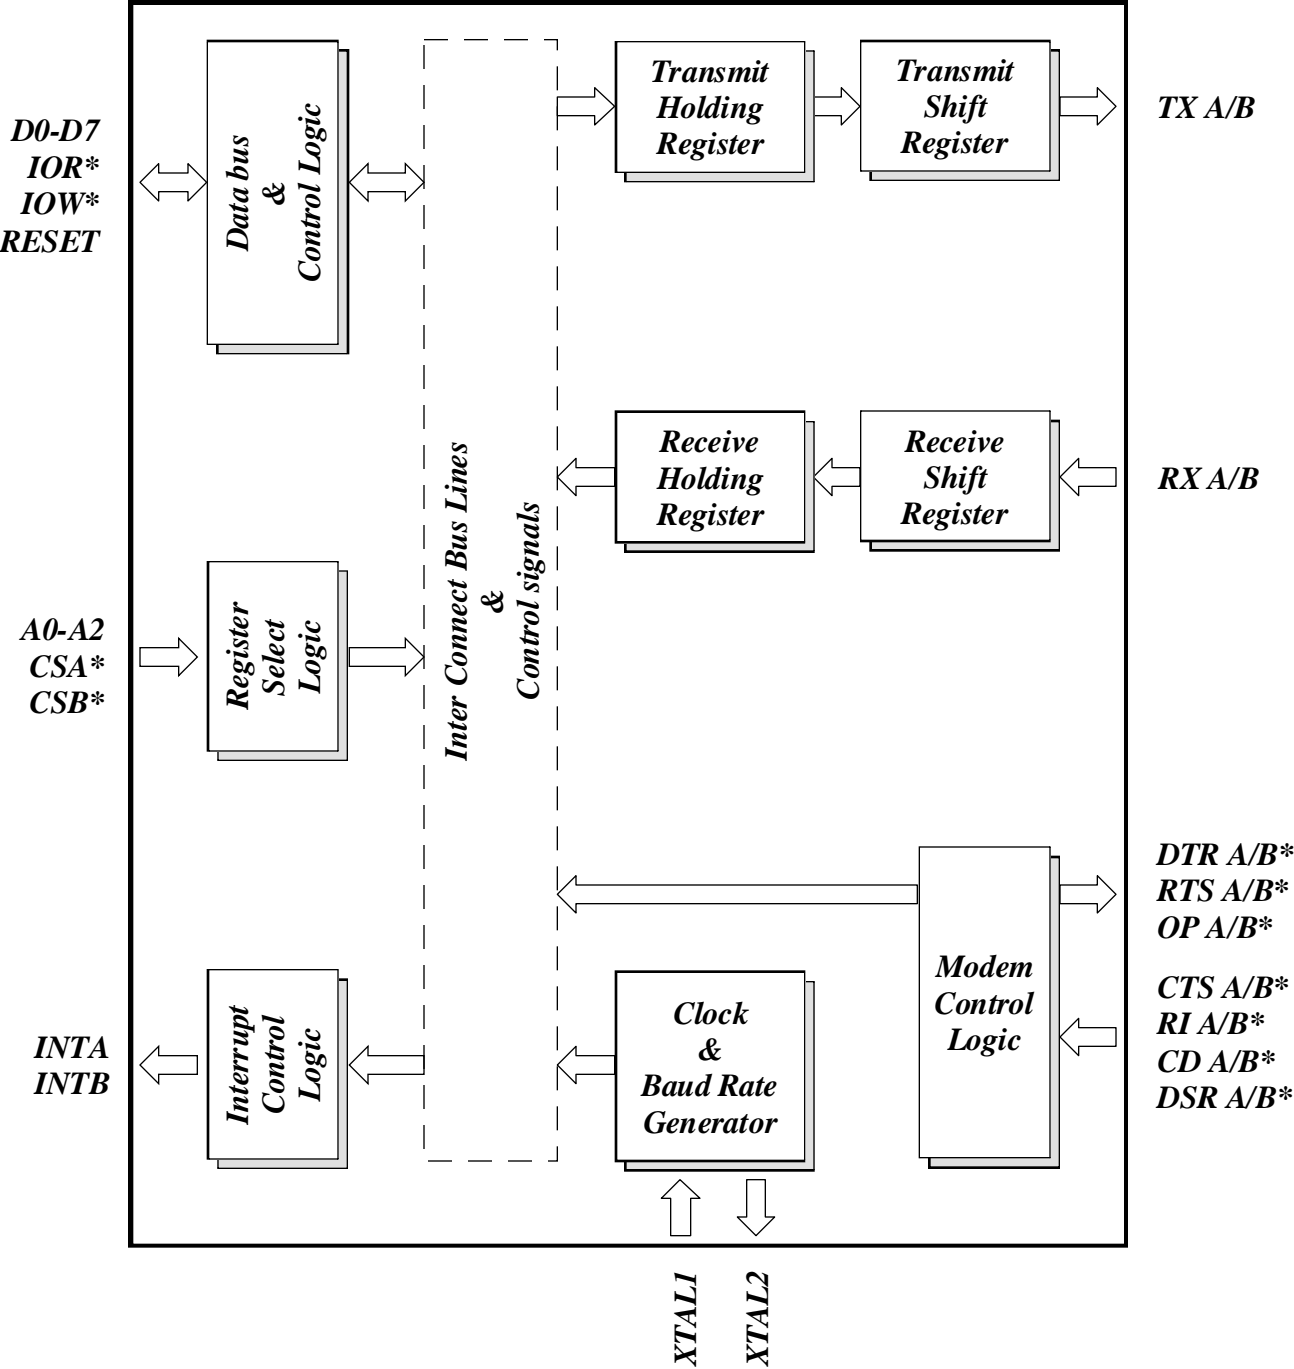 D0-D7
IOR*
IOW*
RESET
Data bus
&
Control Logic
A0-A2
CSA*
CSB*
Register
Select
Logic
INTA
INTB
Interrupt
Control
Logic
Inter Connect Bus Lines
&
Control signals
Transmit
Holding
Register
Transmit
Shift
Register
TX A/B
Receive
Holding
Register
Receive
Shift
Register
RX A/B
Clock
&
Baud Rate
Generator
Modem
Control
Logic
DTR A/B*
RTS A/B*
OP A/B*
CTS A/B*
RI A/B*
CD A/B*
DSR A/B*
XTAL1
XTAL2